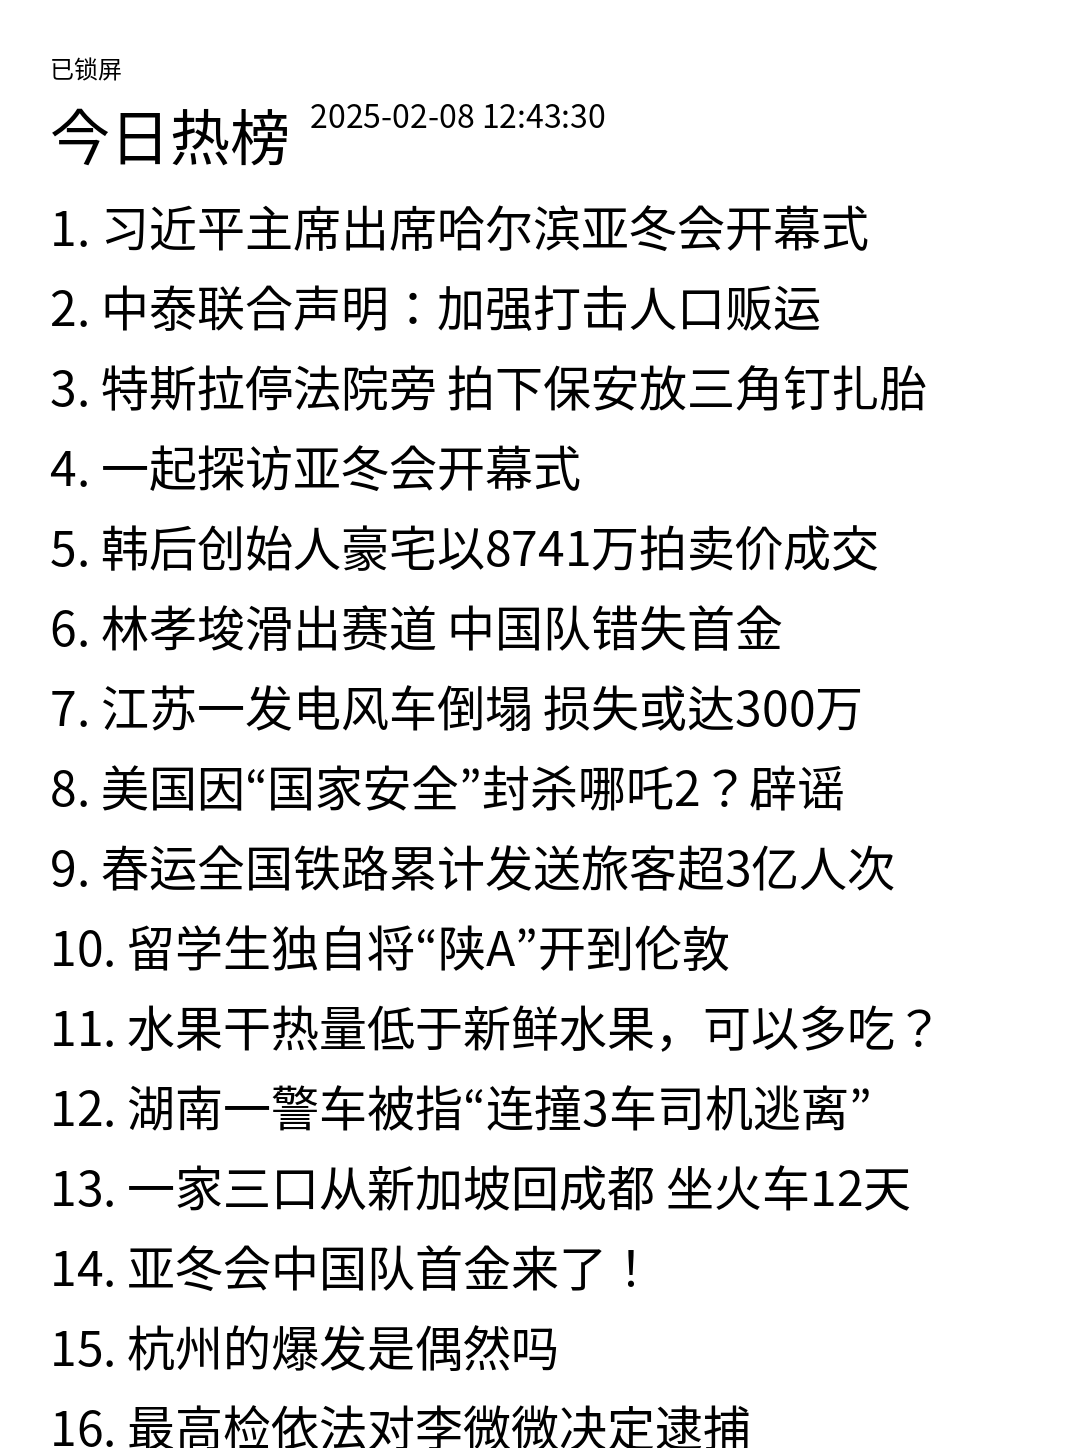 已锁屏
今日热榜 2025-02-08 12:43:30
1. 习近平主席出席哈尔滨亚冬会开幕式
2. 中泰联合声明：加强打击人口贩运
3. 特斯拉停法院旁 拍下保安放三角钉扎胎
4. 一起探访亚冬会开幕式
5. 韩后创始人豪宅以8741万拍卖价成交
6. 林孝埈滑出赛道 中国队错失首金
7. 江苏一发电风车倒塌 损失或达300万
8. 美国因“国家安全”封杀哪吒2？辟谣
9. 春运全国铁路累计发送旅客超3亿人次
10. 留学生独自将“陕A”开到伦敦
11. 水果干热量低于新鲜水果，可以多吃？
12. 湖南一警车被指“连撞3车司机逃离”
13. 一家三口从新加坡回成都 坐火车12天
14. 亚冬会中国队首金来了！
15. 杭州的爆发是偶然吗
16. 最高检依法对李微微决定逮捕